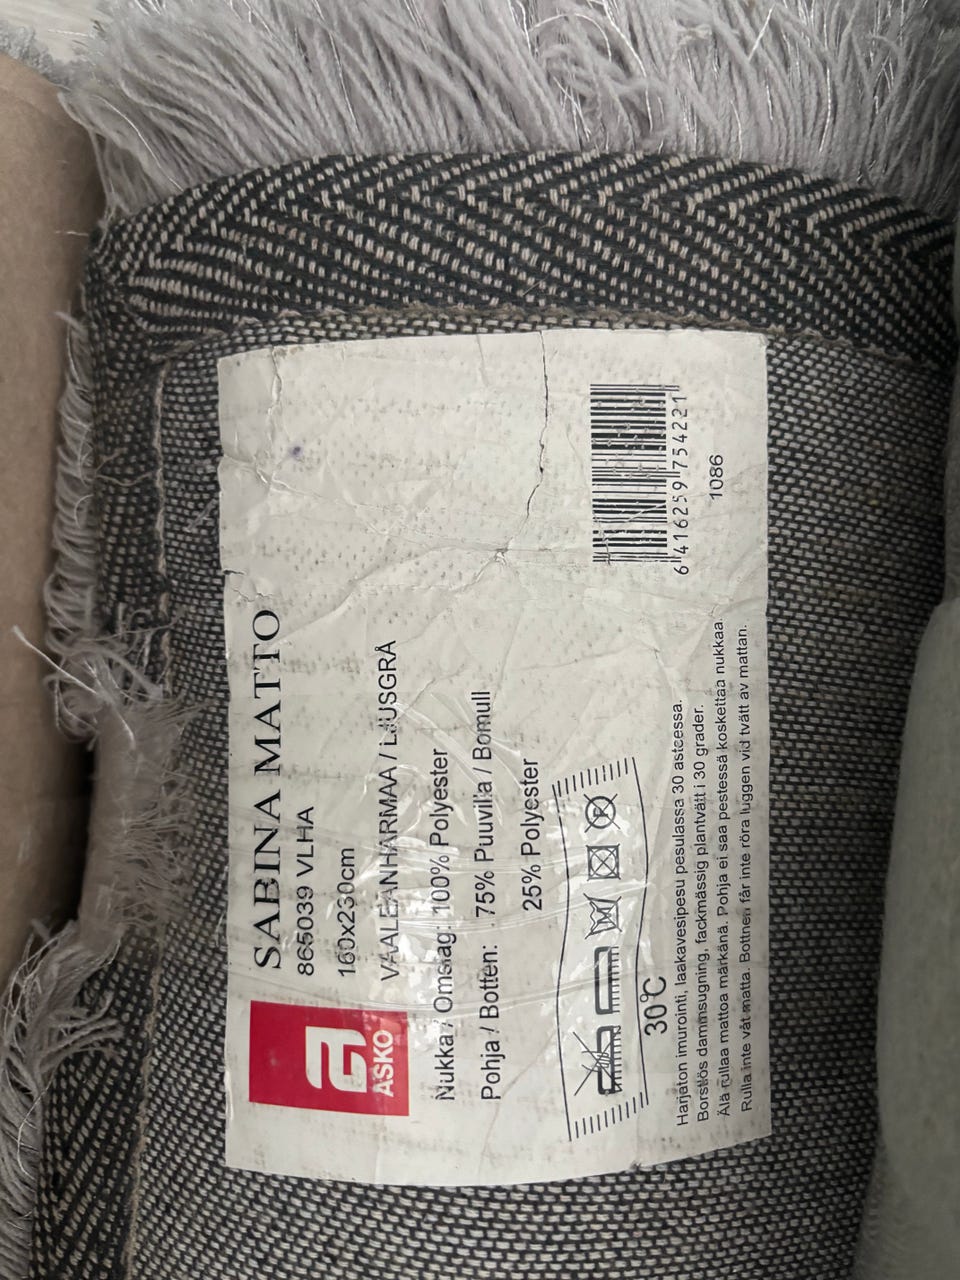 SABINA MATTO
865039 VLHA
160x230cm
VAALEANHARMAA / LJUSGRÅ
ASKO
Nukka / Omslag: 100% Polyester
Pohja / Botten: 75% Puuvilla / Bomull
25% Polyester
P
30°C
6 416259 754221
1086
Harjaton imurointi, laakavesipesu pesulassa 30 asteessa.
Borstlös dammsugning, fackmässig plantvätt i 30 grader.
Älä rullaa mattoa märkänä. Pohja ei saa pestessä koskettaa nukkaa.
Rulla inte våt matta. Bottnen får inte röra luggen vid tvätt av mattan.